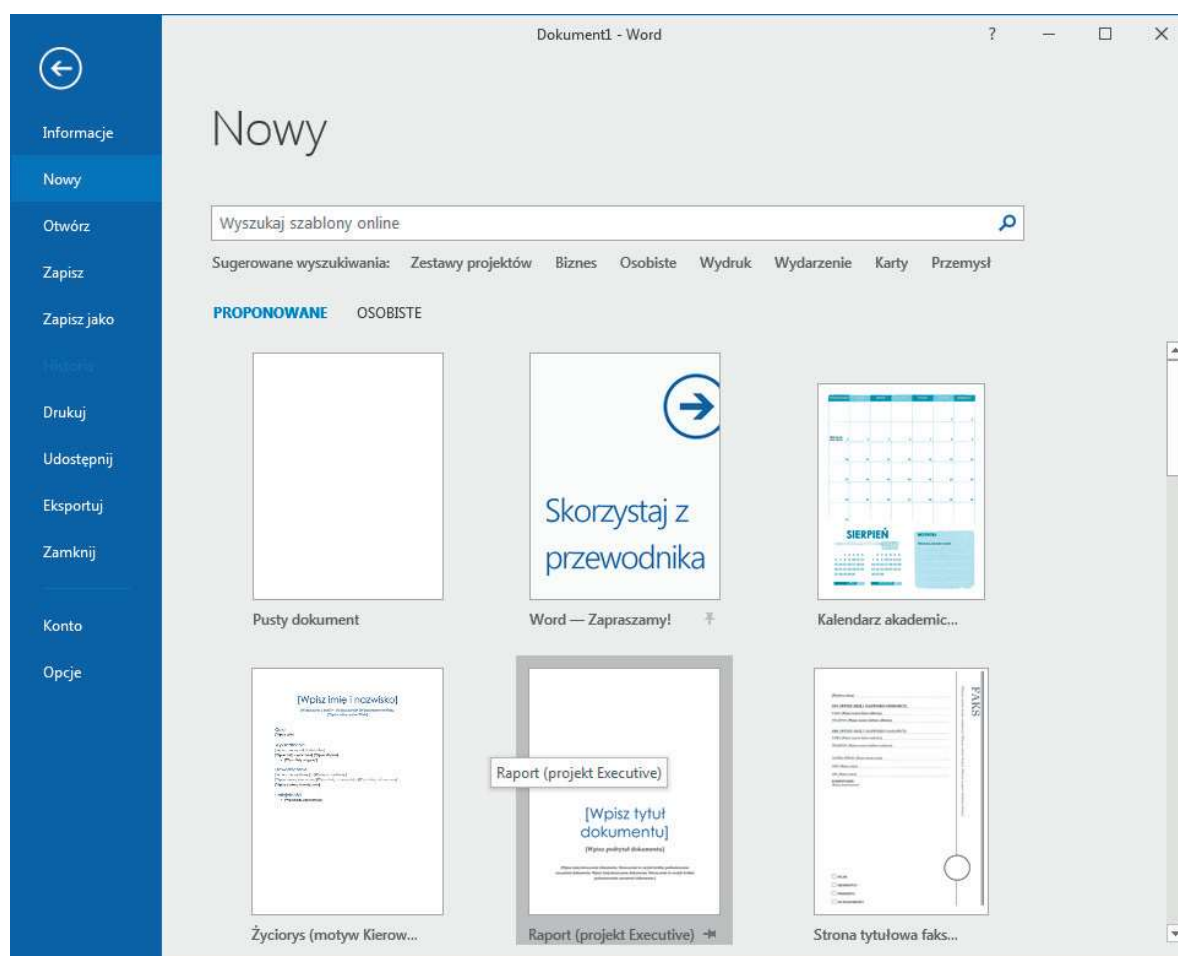 Dokument1 - Word
?
Informacje
Nowy
Otwórz
Zapisz
Zapisz jako
Historia
Drukuj
Udostępnij
Eksportuj
Zamknij
Konto
Opcje
Nowy
Wyszukaj szablony online
Sugerowane wyszukiwania: Zestawy projektów Biznes Osobiste Wydruk Wydarzenie Karty Przemysł
PROPONOWANE OSOBISTE
Skorzystaj z
przewodnika
SIERPIEŃ
Pusty dokument
Word — Zapraszamy!
Kalendarz akademic...
[Wpisz imię i nazwisko]
Raport (projekt Executive)
[Wpisz tytuł
dokumentu]
[Wpisz podtytuł dokumentu]
FAKS
Życiorys (motyw Kierow...
Raport (projekt Executive)
Strona tytułowa faks...